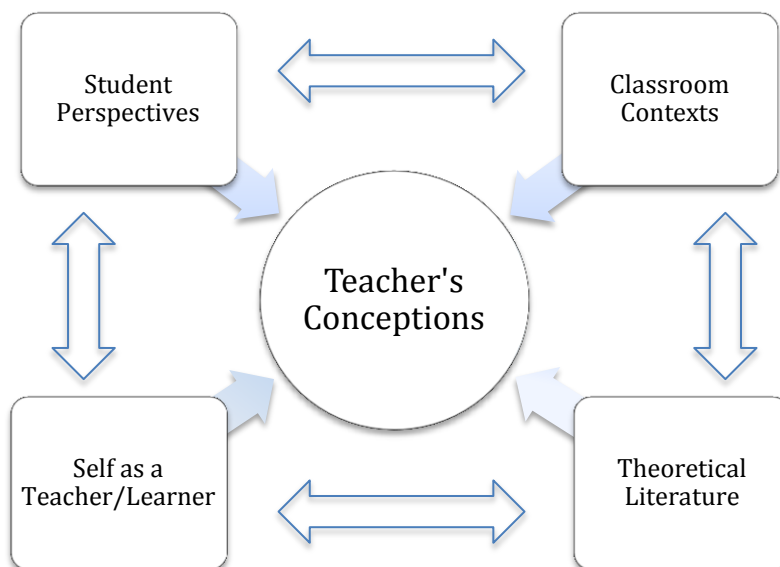 Student
Perspectives
Classroom
Contexts
Teacher's
Conceptions
Self as a
Teacher/Learner
Theoretical
Literature